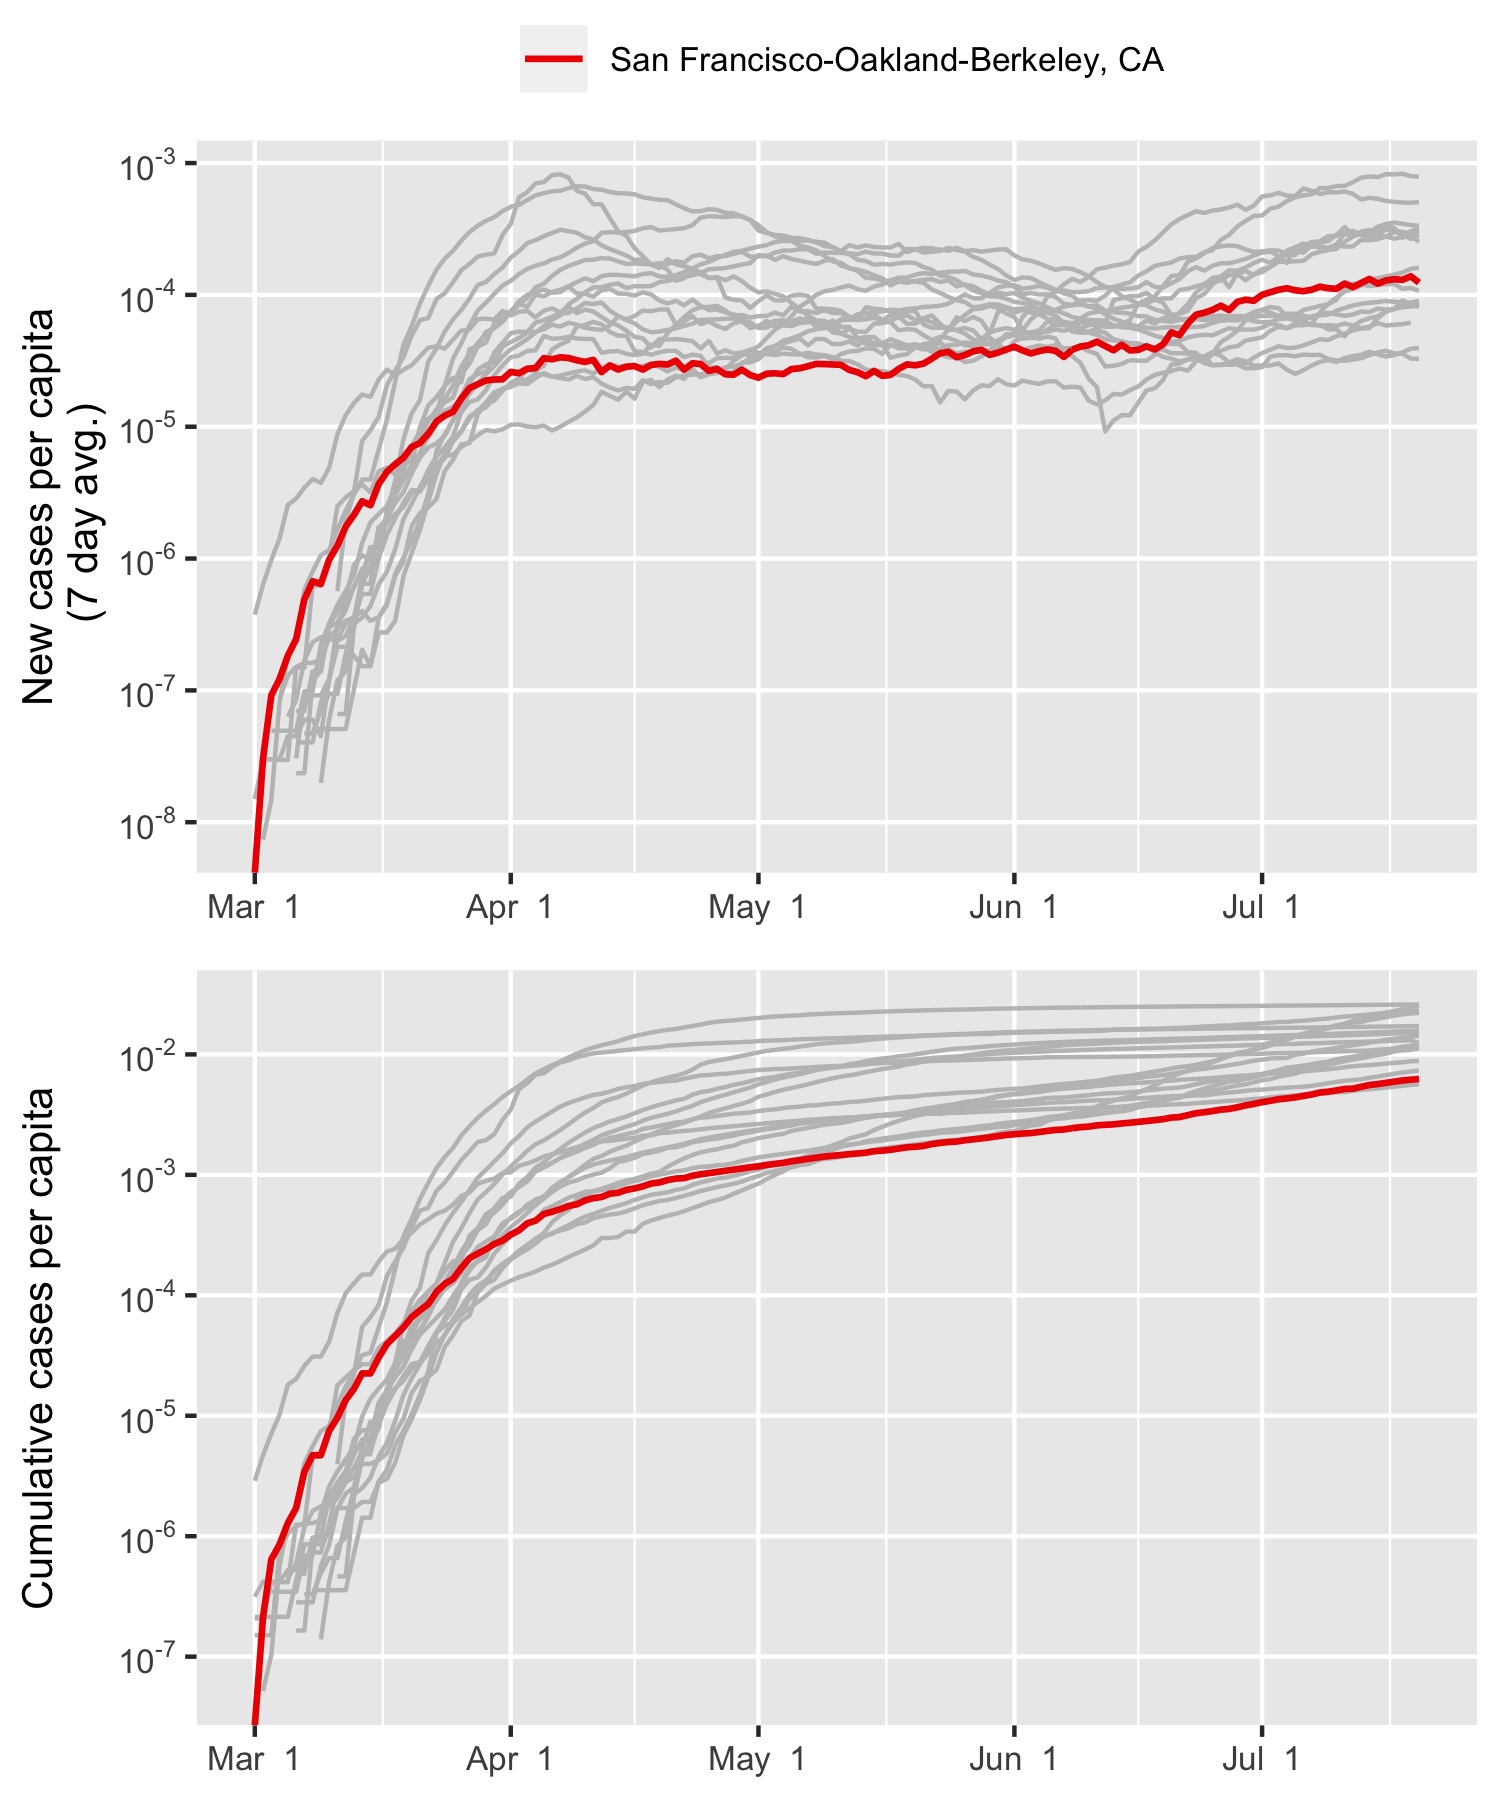 San Francisco-Oakland-Berkeley, CA
New cases per capita
(7 day avg.)
10⁻³
10⁻⁴
10⁻⁵
10⁻⁶
10⁻⁷
10⁻⁸
Mar 1 Apr 1 May 1 Jun 1 Jul 1
Cumulative cases per capita
10⁻²
10⁻³
10⁻⁴
10⁻⁵
10⁻⁶
10⁻⁷
Mar 1 Apr 1 May 1 Jun 1 Jul 1